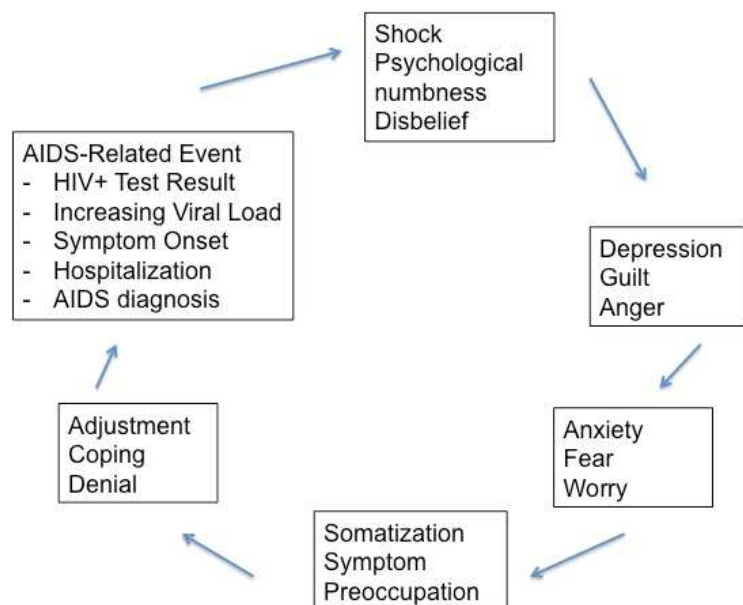 Shock
Psychological
numbness
Disbelief
AIDS-Related Event
- HIV+ Test Result
- Increasing Viral Load
- Symptom Onset
- Hospitalization
- AIDS diagnosis
Depression
Guilt
Anger
Anxiety
Fear
Worry
Somatization
Symptom
Preoccupation
Adjustment
Coping
Denial